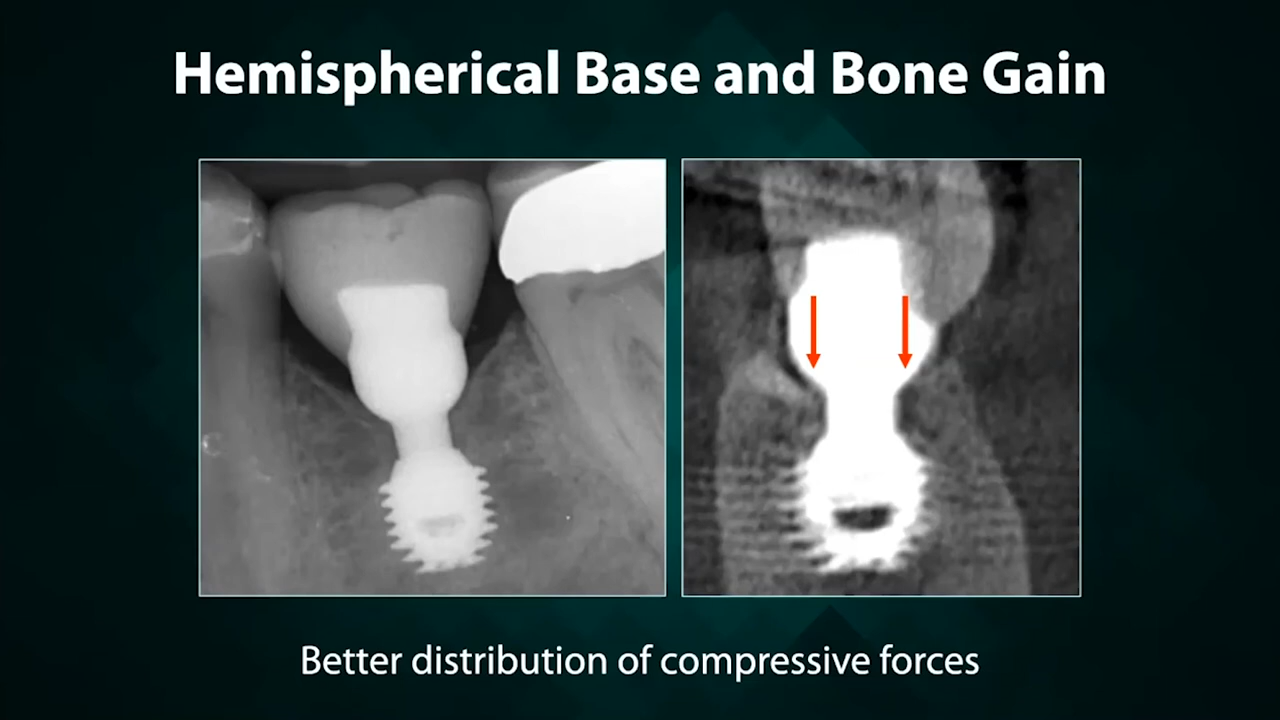 Hemispherical Base and Bone Gain
Better distribution of compressive forces